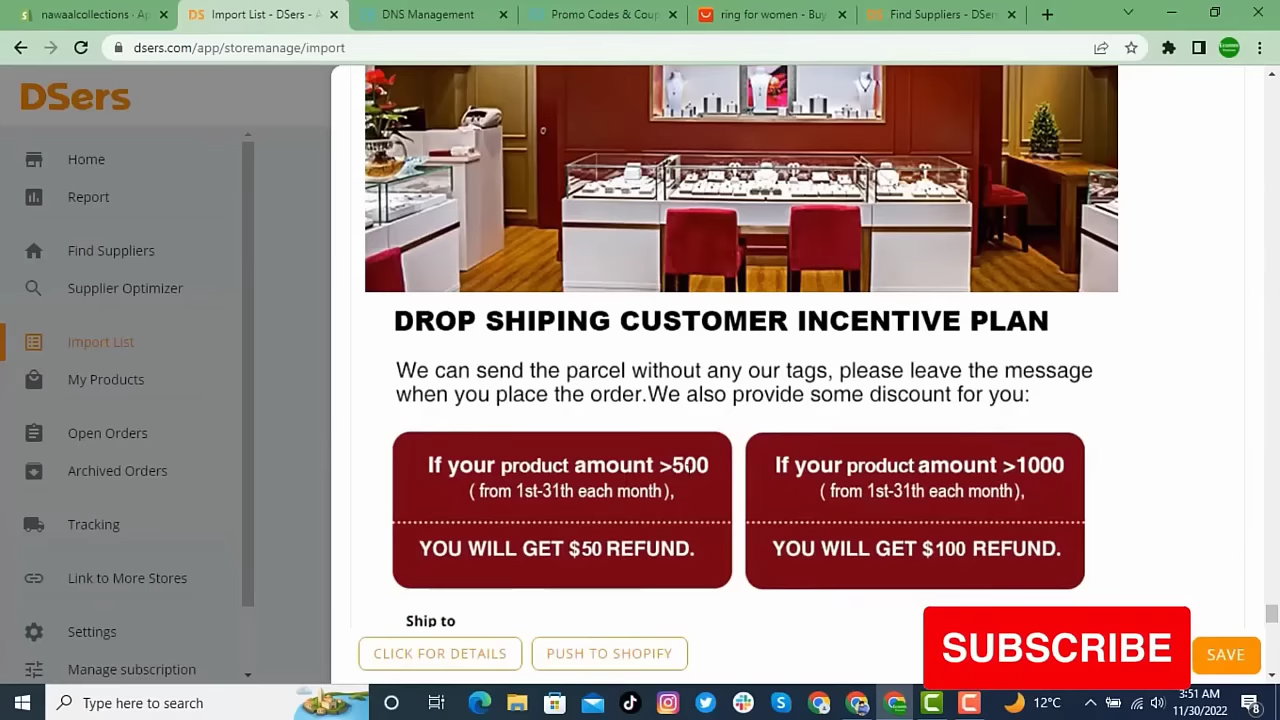 nawaalcollections · Ap
DS Import List - DSers - A
DNS Management
Promo Codes & Coup
ring for women - Buy
DS Find Suppliers - DSers
dsers.com/app/storemanage/import
DSers
Home
Report
Find Suppliers
Supplier Optimizer
Import List
My Products
Open Orders
Archived Orders
Tracking
Link to More Stores
Settings
Manage subscription
DROP SHIPING CUSTOMER INCENTIVE PLAN
We can send the parcel without any our tags, please leave the message
when you place the order.We also provide some discount for you:
If your product amount >500
( from 1st-31th each month ),
YOU WILL GET $50 REFUND.
If your product amount >1000
( from 1st-31th each month ),
YOU WILL GET $100 REFUND.
Ship to
CLICK FOR DETAILS
PUSH TO SHOPIFY
SUBSCRIBE
SAVE
Type here to search
12°C
3:51 AM
11/30/2022
8